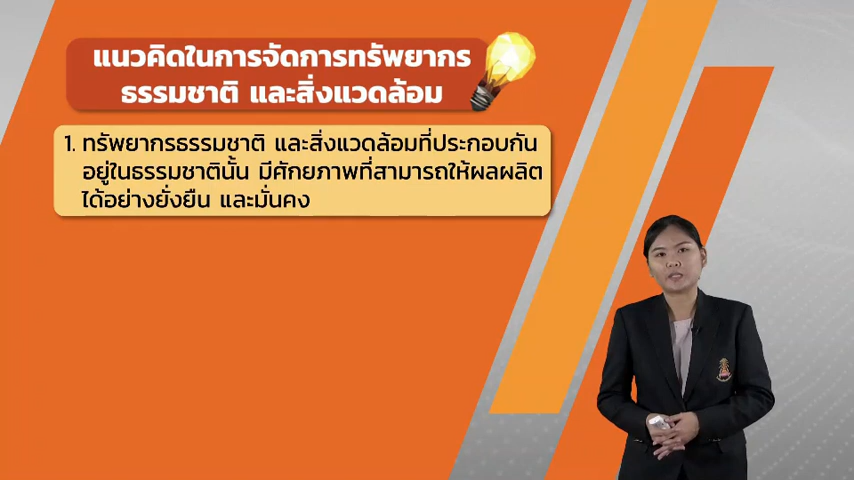 แนวคิดในการจัดการทรัพยากร
ธรรมชาติ และสิ่งแวดล้อม
1. ทรัพยากรธรรมชาติ และสิ่งแวดล้อมที่ประกอบกัน
อยู่ในธรรมชาตินั้น มีศักยภาพที่สามารถให้ผลผลิต
ได้อย่างยั่งยืน และมั่นคง